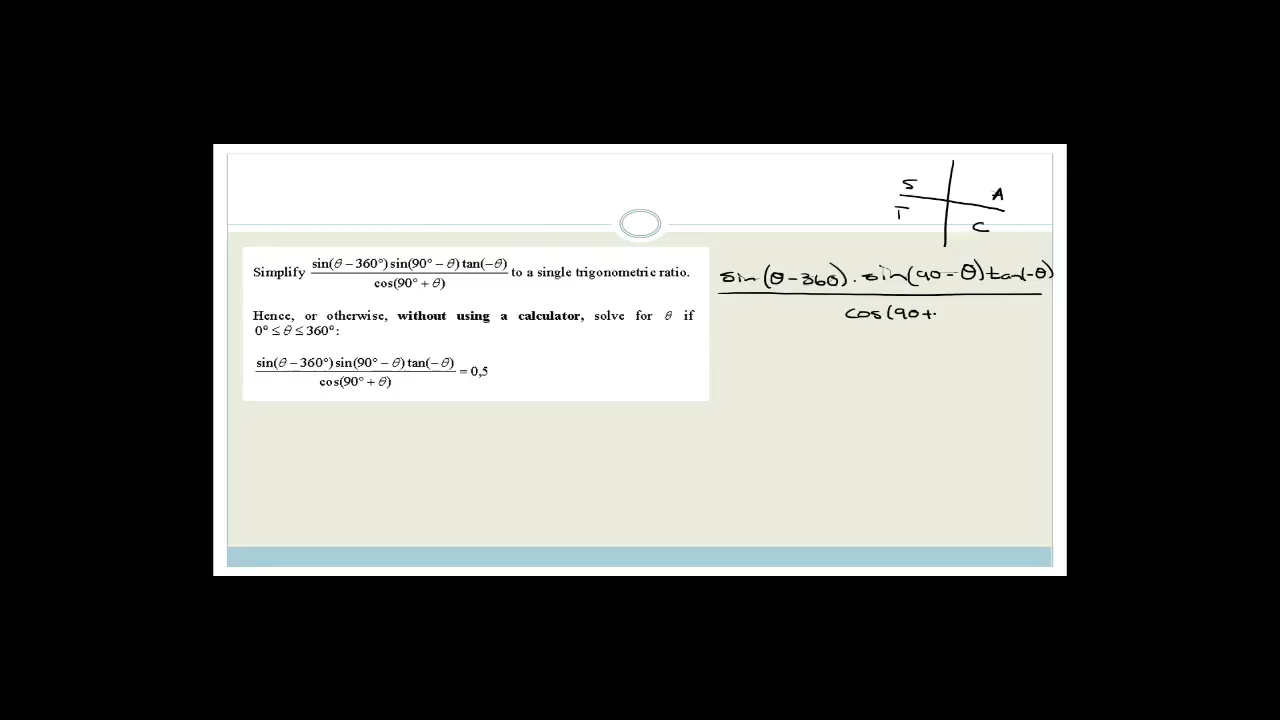 S
A
T
C
Simplify sin(θ − 360°) sin(90° − θ) tan(−θ) / cos(90° + θ) to a single trigonometric ratio.
Hence, or otherwise, without using a calculator, solve for θ if
0° ≤ θ ≤ 360°:
sin(θ − 360°) sin(90° − θ) tan(−θ) / cos(90° + θ) = 0,5
sin(θ − 360) . sin(90 − θ) tan(−θ)
cos(90+